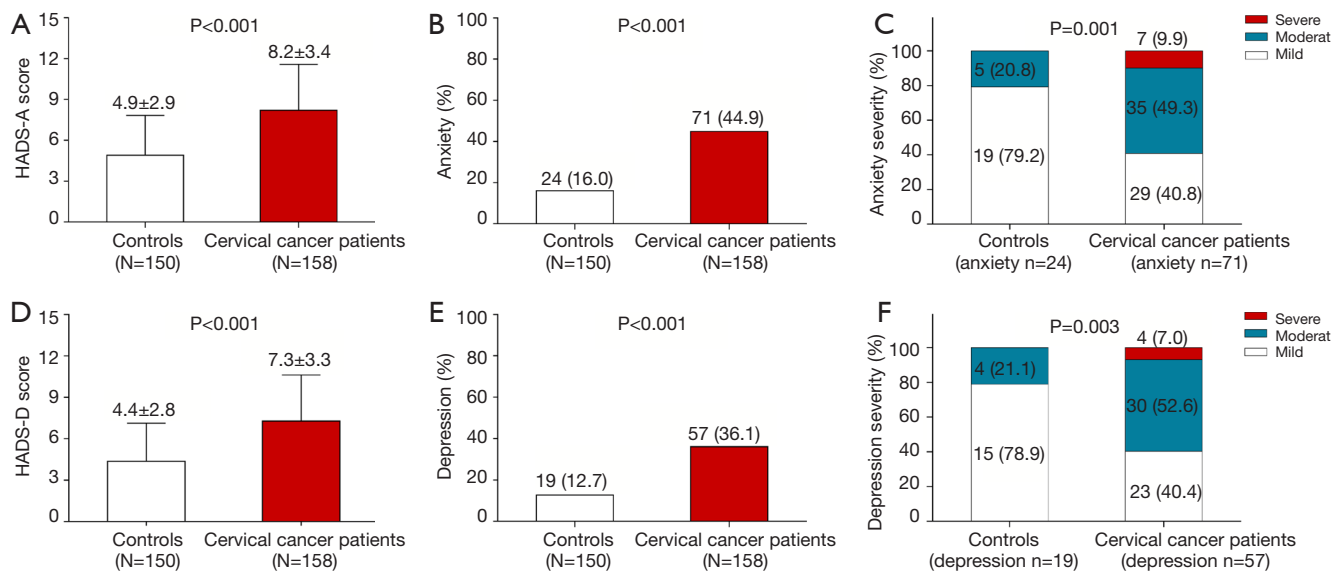 A
P<0.001
HADS-A score
15
12
9
6
3
0
4.9±2.9
8.2±3.4
Controls
(N=150)
Cervical cancer patients
(N=158)
B
P<0.001
Anxiety (%)
100
80
60
40
20
0
24 (16.0)
71 (44.9)
Controls
(N=150)
Cervical cancer patients
(N=158)
C
P=0.001
Severe
Moderat
Mild
Anxiety severity (%)
100
80
60
40
20
0
5 (20.8)
19 (79.2)
7 (9.9)
35 (49.3)
29 (40.8)
Controls
(anxiety n=24)
Cervical cancer patients
(anxiety n=71)
D
P<0.001
HADS-D score
15
12
9
6
3
0
4.4±2.8
7.3±3.3
Controls
(N=150)
Cervical cancer patients
(N=158)
E
P<0.001
Depression (%)
100
80
60
40
20
0
19 (12.7)
57 (36.1)
Controls
(N=150)
Cervical cancer patients
(N=158)
F
P=0.003
Severe
Moderat
Mild
Depression severity (%)
100
80
60
40
20
0
4 (21.1)
15 (78.9)
4 (7.0)
30 (52.6)
23 (40.4)
Controls
(depression n=19)
Cervical cancer patients
(depression n=57)